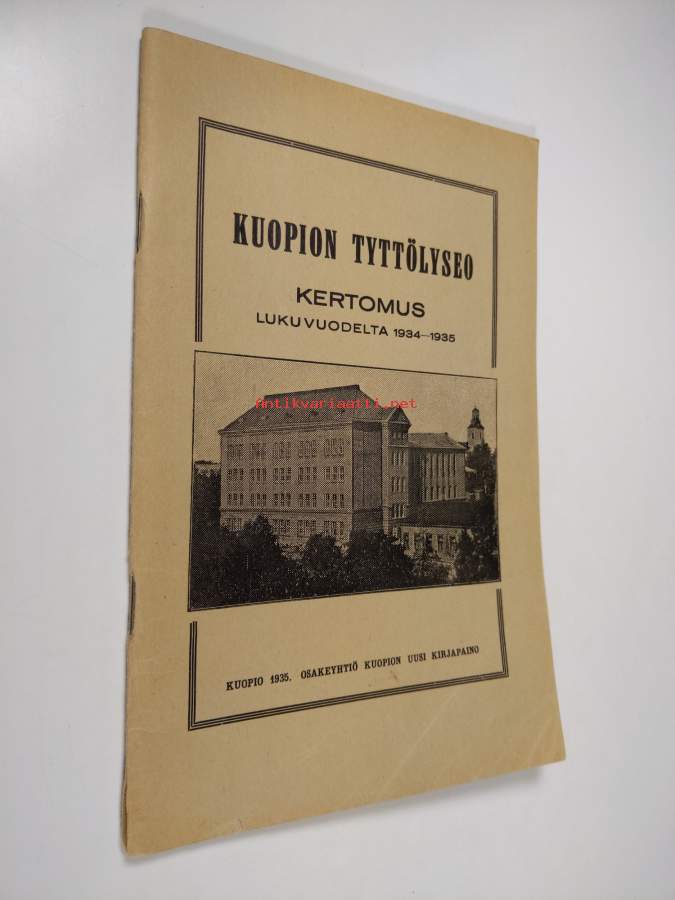 KUOPION TYTTÖLYSEO
KERTOMUS
LUKUVUODELTA 1934—1935
Antikvariaatti.net
KUOPIO 1935. OSAKEYHTIÖ KUOPION UUSI KIRJAPAINO